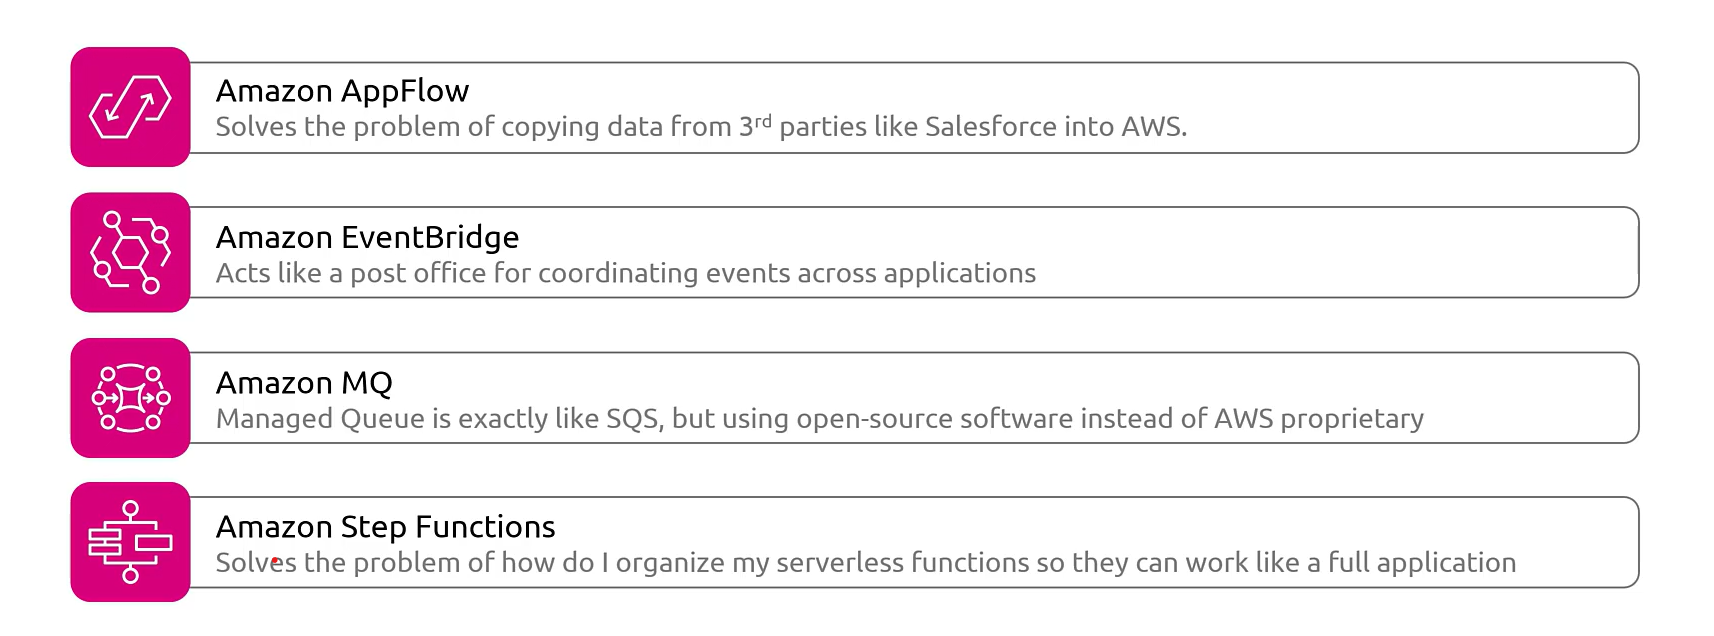 Amazon AppFlow
Solves the problem of copying data from 3rd parties like Salesforce into AWS.
Amazon EventBridge
Acts like a post office for coordinating events across applications
Amazon MQ
Managed Queue is exactly like SQS, but using open-source software instead of AWS proprietary
Amazon Step Functions
Solves the problem of how do I organize my serverless functions so they can work like a full application